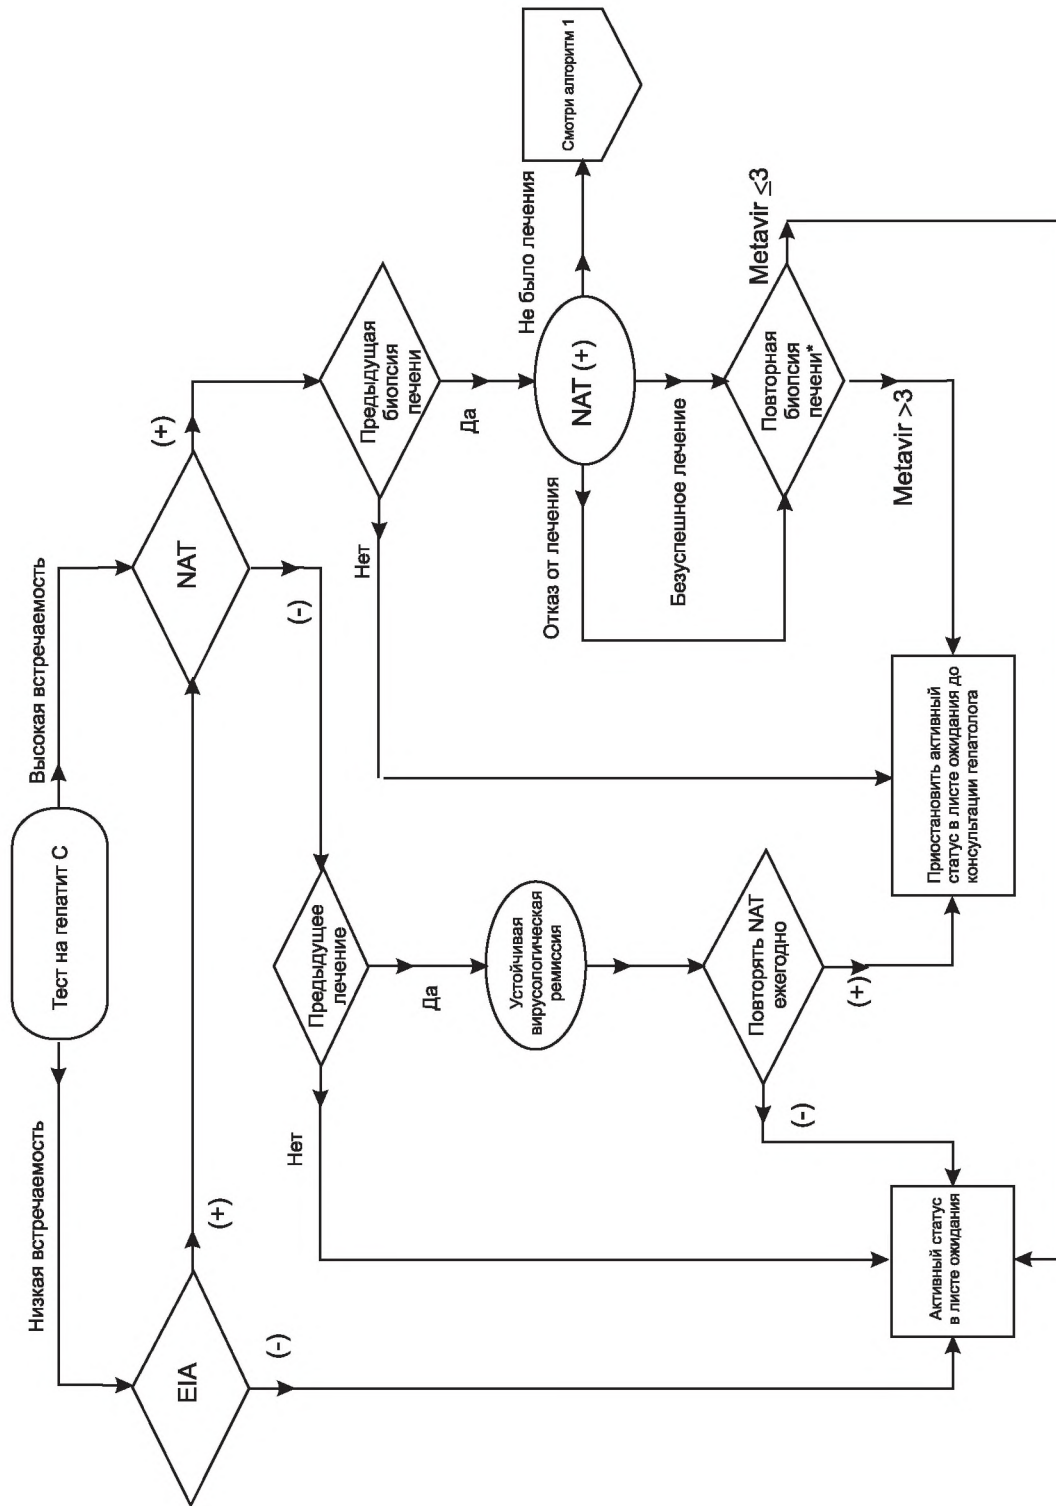 Тест на гепатит С
Низкая встречаемость
Высокая встречаемость
EIA
(+)
(-)
NAT
(+)
(-)
Предыдущее
лечение
Нет
Да
Предыдущая
биопсия
печени
Нет
Да
Устойчивая
вирусологическая
ремиссия
NAT (+)
Не было лечения
Смотри алгоритм 1
Отказ от лечения
Безуспешное лечение
Повторять NAT
ежегодно
(-)
(+)
Повторная
биопсия
печени*
Metavir ≤3
Metavir >3
Активный статус
в листе ожидания
Приостановить активный
статус в листе ожидания до
консультации гепатолога